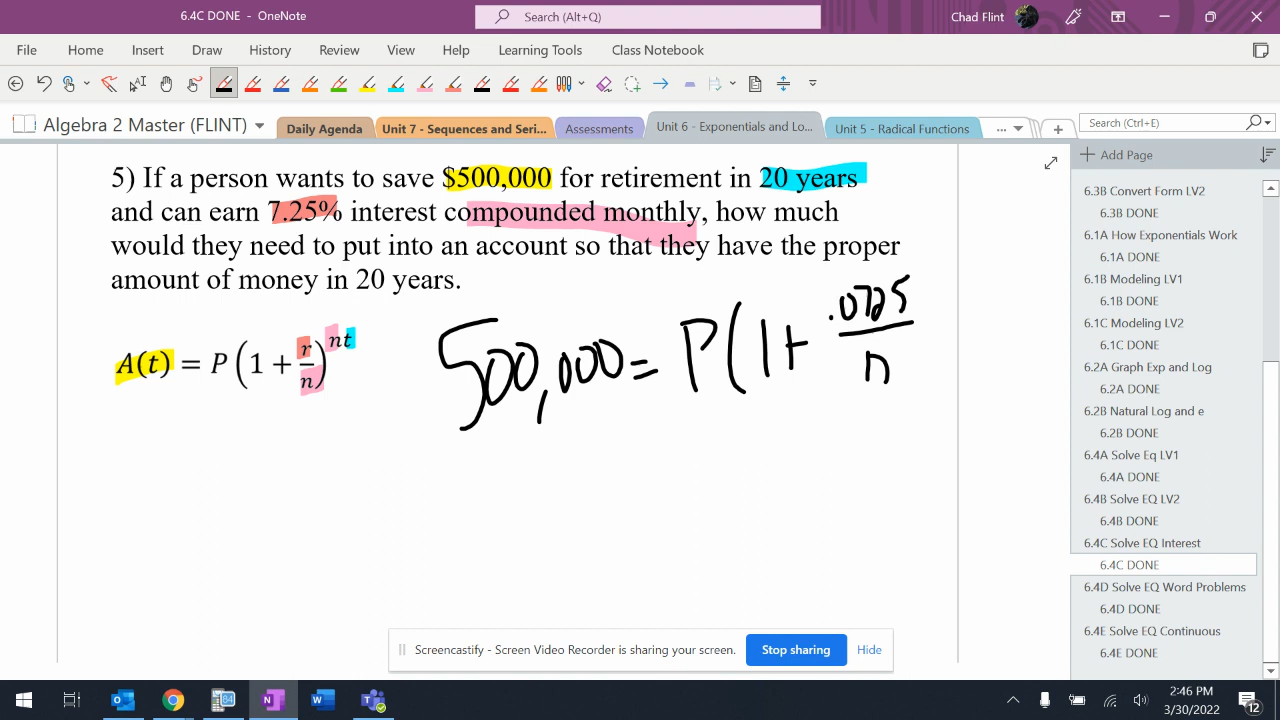 6.4C DONE - OneNote
Search (Alt+Q)
Chad Flint
File Home Insert Draw History Review View Help Learning Tools Class Notebook
Algebra 2 Master (FLINT)
Daily Agenda
Unit 7 - Sequences and Seri...
Assessments
Unit 6 - Exponentials and Lo...
Unit 5 - Radical Functions
...
Search (Ctrl+E)
5) If a person wants to save $500,000 for retirement in 20 years
and can earn 7.25% interest compounded monthly, how much
would they need to put into an account so that they have the proper
amount of money in 20 years.
A(t) = P (1 + r/n)^nt
500,000 = P(1 + .0725/n
Add Page
6.3B Convert Form LV2
6.3B DONE
6.1A How Exponentials Work
6.1A DONE
6.1B Modeling LV1
6.1B DONE
6.1C Modeling LV2
6.1C DONE
6.2A Graph Exp and Log
6.2A DONE
6.2B Natural Log and e
6.2B DONE
6.4A Solve Eq LV1
6.4A DONE
6.4B Solve EQ LV2
6.4B DONE
6.4C Solve EQ Interest
6.4C DONE
6.4D Solve EQ Word Problems
6.4D DONE
6.4E Solve EQ Continuous
6.4E DONE
Screencastify - Screen Video Recorder is sharing your screen.
Stop sharing
Hide
84
2:46 PM
3/30/2022
12